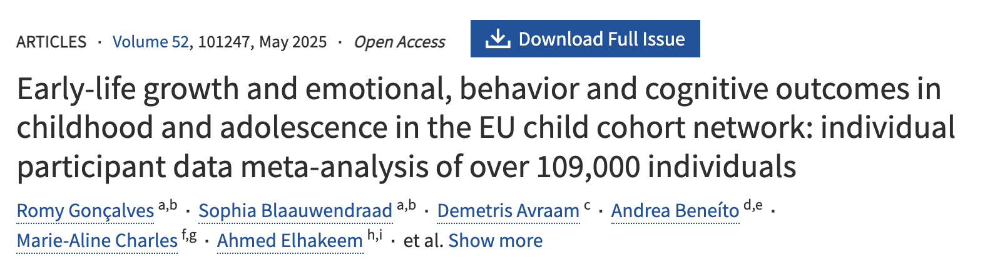 ARTICLES · Volume 52, 101247, May 2025 · Open Access Download Full Issue
Early-life growth and emotional, behavior and cognitive outcomes in
childhood and adolescence in the EU child cohort network: individual
participant data meta-analysis of over 109,000 individuals
Romy Gonçalves a,b · Sophia Blaauwendraad a,b · Demetris Avraam c · Andrea Beneíto d,e ·
Marie-Aline Charles f,g · Ahmed Elhakeem h,i · et al. Show more